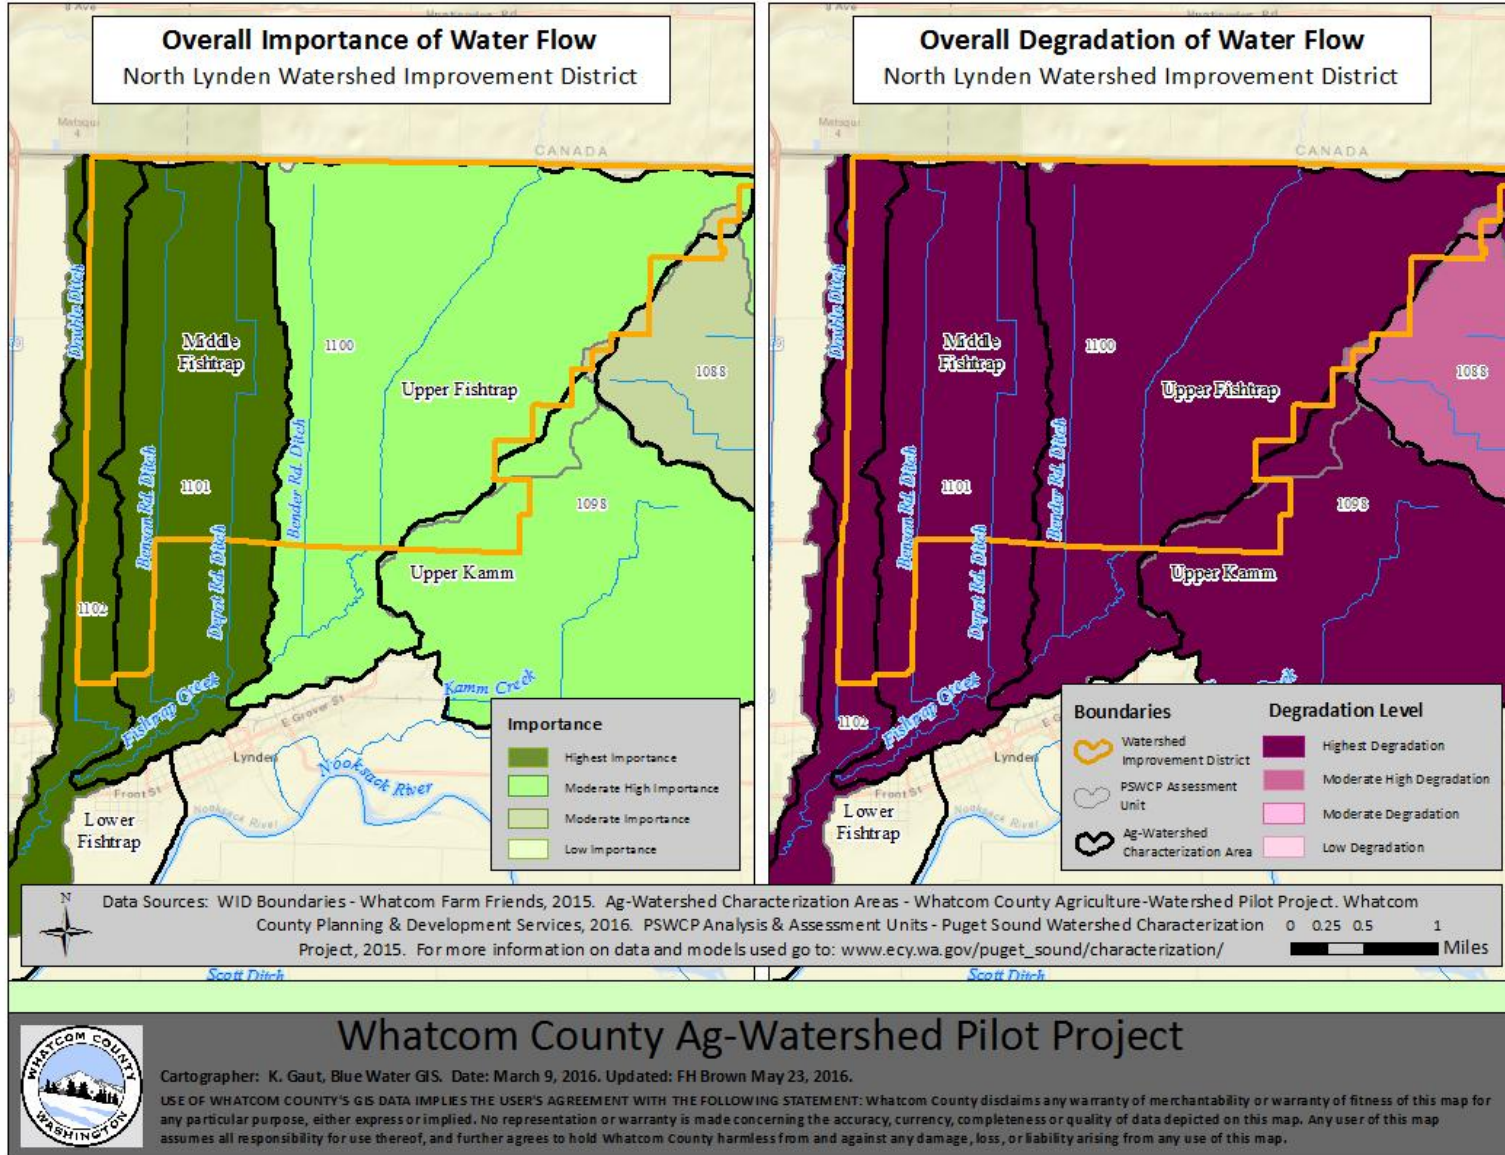 Overall Importance of Water Flow
North Lynden Watershed Improvement District
CANADA
Double Ditch
Middle
Fishtrap
1100
1088
Upper Fishtrap
Benson Rd. Ditch
Bender Rd. Ditch
1101
1098
Depot Rd. Ditch
Upper Kamm
1102
Fishtrap Creek
Kamm Creek
E Grover St
Lynden
Nooksack River
Front St
Nooksack River
Lower
Fishtrap
Importance
Highest Importance
Moderate High Importance
Moderate Importance
Low Importance
Overall Degradation of Water Flow
North Lynden Watershed Improvement District
CANADA
Double Ditch
Middle
Fishtrap
1100
1088
Upper Fishtrap
Benson Rd. Ditch
Bender Rd. Ditch
1101
1098
Depot Rd. Ditch
Upper Kamm
1102
Fishtrap Creek
Lynden
Front St
Nooksack River
Lower
Fishtrap
Boundaries
Watershed
Improvement District
PSWCP Assessment
Unit
Ag-Watershed
Characterization Area
Degradation Level
Highest Degradation
Moderate High Degradation
Moderate Degradation
Low Degradation
N
Data Sources: WID Boundaries - Whatcom Farm Friends, 2015. Ag-Watershed Characterization Areas - Whatcom County Agriculture-Watershed Pilot Project. Whatcom
County Planning & Development Services, 2016. PSWCP Analysis & Assessment Units - Puget Sound Watershed Characterization
Project, 2015. For more information on data and models used go to: www.ecy.wa.gov/puget_sound/characterization/
0 0.25 0.5 1
Miles
Scott Ditch
Scott Ditch
WHATCOM COUNTY
WASHINGTON
Whatcom County Ag-Watershed Pilot Project
Cartographer: K. Gaut, Blue Water GIS. Date: March 9, 2016. Updated: FH Brown May 23, 2016.
USE OF WHATCOM COUNTY'S GIS DATA IMPLIES THE USER'S AGREEMENT WITH THE FOLLOWING STATEMENT: Whatcom County disclaims any warranty of merchantability or warranty of fitness of this map for
any particular purpose, either express or implied. No representation or warranty is made concerning the accuracy, currency, completeness or quality of data depicted on this map. Any user of this map
assumes all responsibility for use thereof, and further agrees to hold Whatcom County harmless from and against any damage, loss, or liability arising from any use of this map.